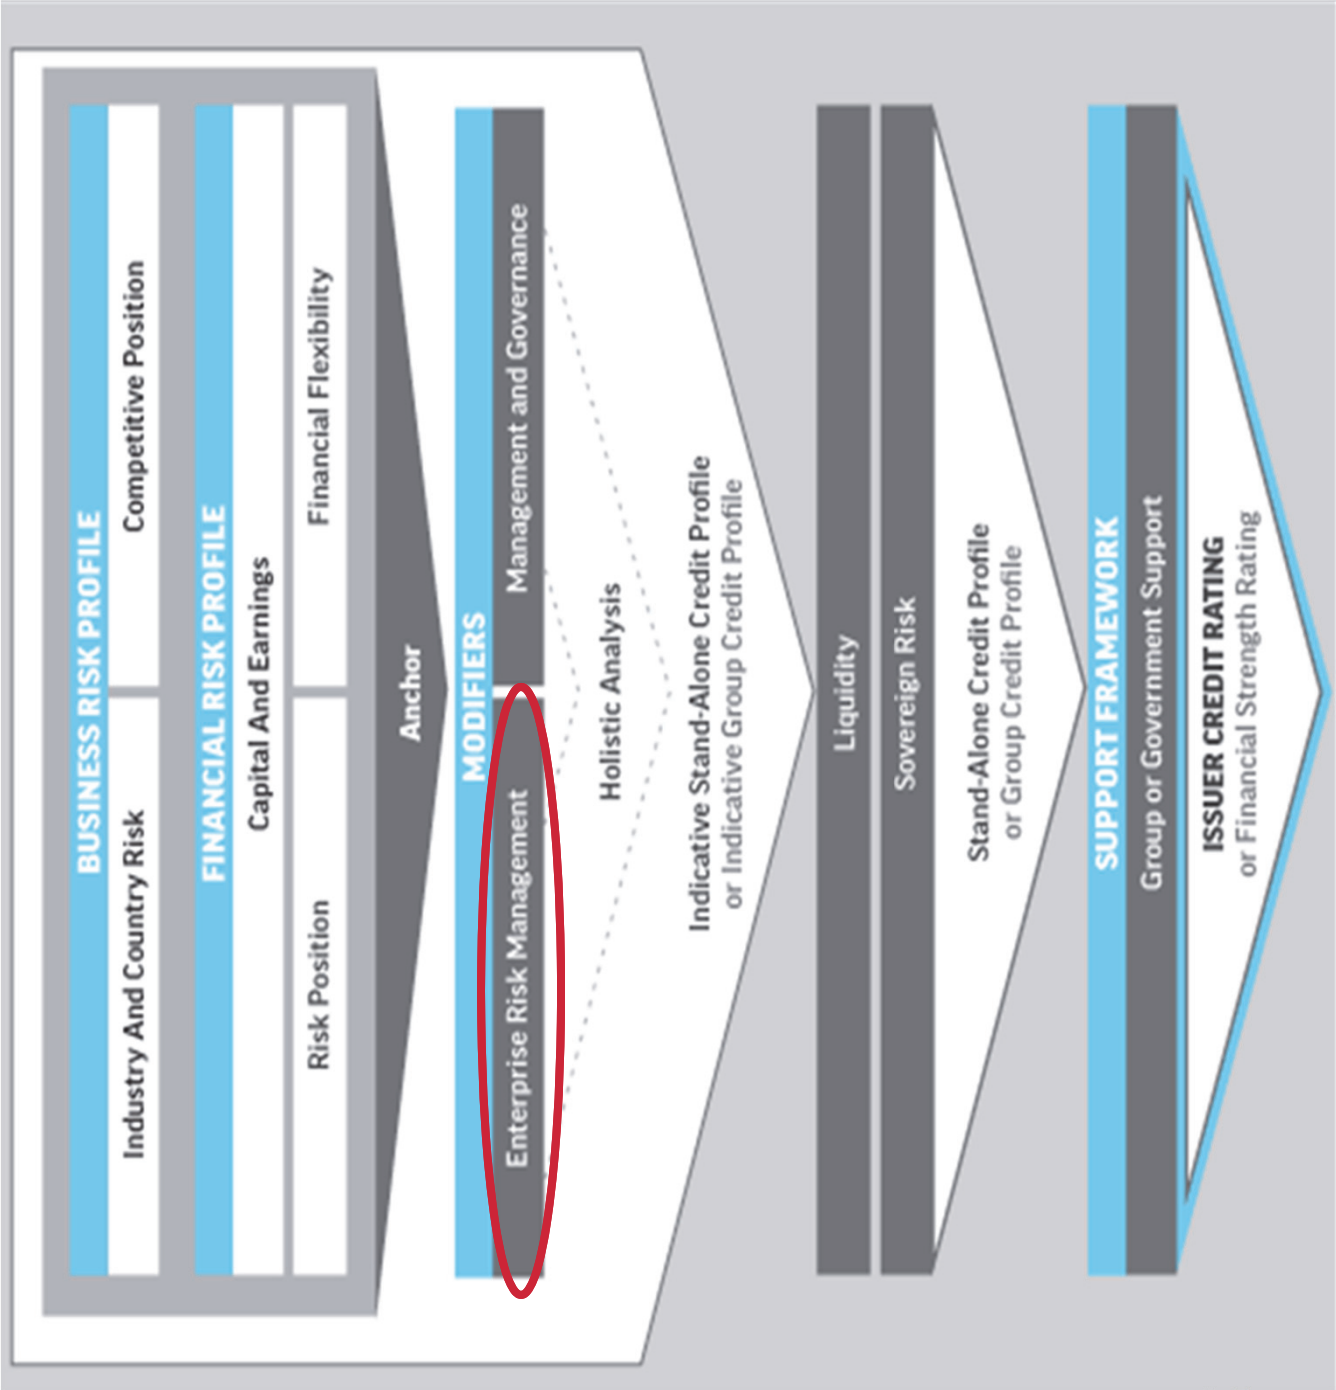 BUSINESS RISK PROFILE
Industry And Country Risk
Competitive Position
FINANCIAL RISK PROFILE
Capital And Earnings
Risk Position
Financial Flexibility
Anchor
MODIFIERS
Enterprise Risk Management
Management and Governance
Holistic Analysis
Indicative Stand-Alone Credit Profile
or Indicative Group Credit Profile
Liquidity
Sovereign Risk
Stand-Alone Credit Profile
or Group Credit Profile
SUPPORT FRAMEWORK
Group or Government Support
ISSUER CREDIT RATING
or Financial Strength Rating